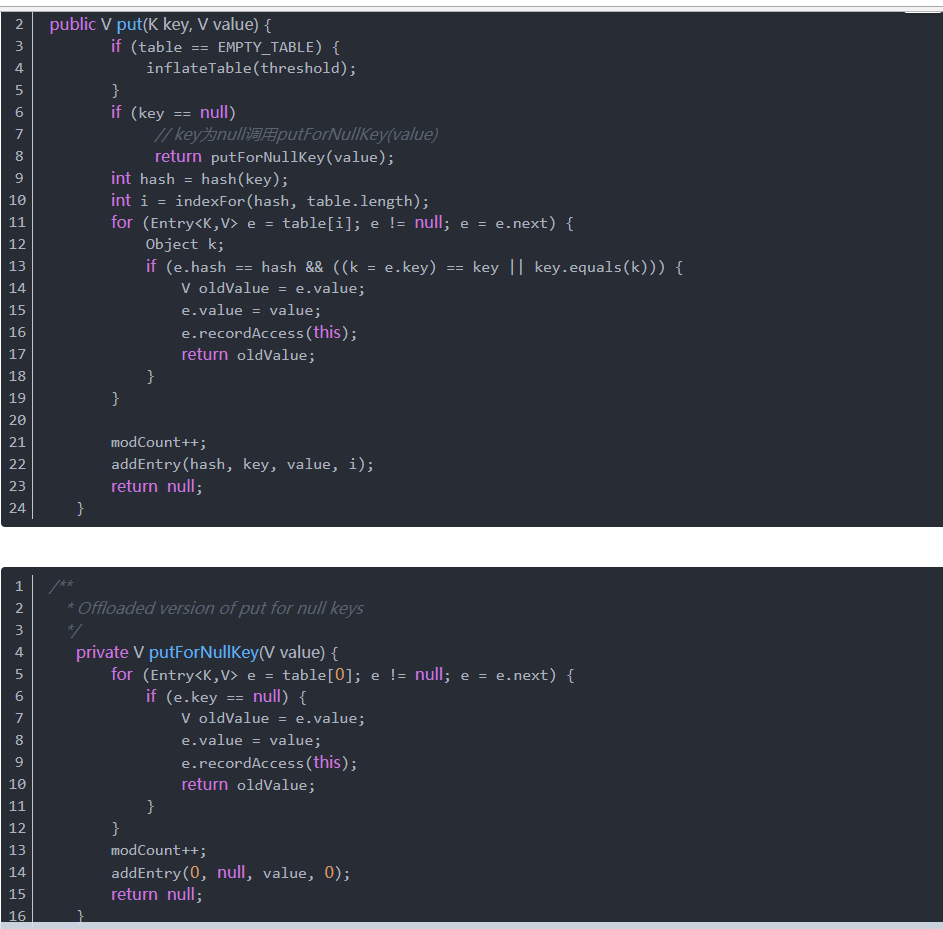 2 public V put(K key, V value) {
3 if (table == EMPTY_TABLE) {
4 inflateTable(threshold);
5 }
6 if (key == null)
7 // key为null调用putForNullKey(value)
8 return putForNullKey(value);
9 int hash = hash(key);
10 int i = indexFor(hash, table.length);
11 for (Entry<K,V> e = table[i]; e != null; e = e.next) {
12 Object k;
13 if (e.hash == hash && ((k = e.key) == key || key.equals(k))) {
14 V oldValue = e.value;
15 e.value = value;
16 e.recordAccess(this);
17 return oldValue;
18 }
19 }
20
21 modCount++;
22 addEntry(hash, key, value, i);
23 return null;
24 }
1 /**
2 * Offloaded version of put for null keys
3 */
4 private V putForNullKey(V value) {
5 for (Entry<K,V> e = table[0]; e != null; e = e.next) {
6 if (e.key == null) {
7 V oldValue = e.value;
8 e.value = value;
9 e.recordAccess(this);
10 return oldValue;
11 }
12 }
13 modCount++;
14 addEntry(0, null, value, 0);
15 return null;
16 }